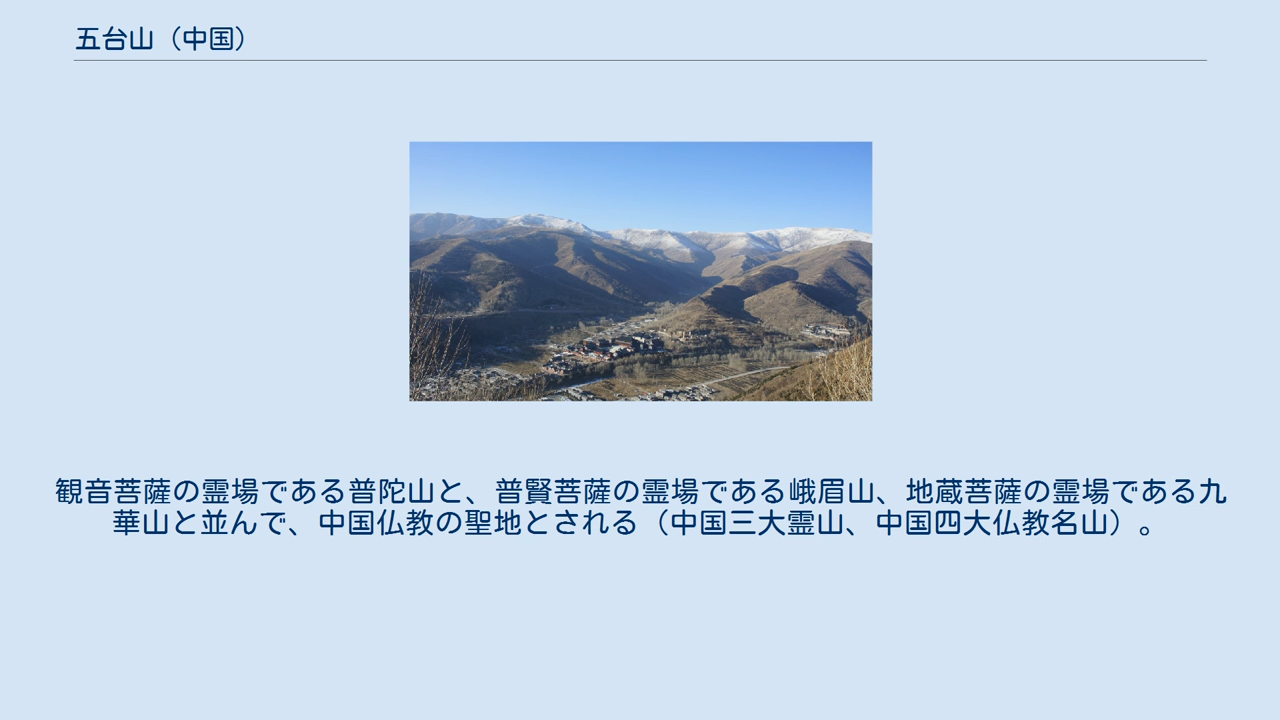 五台山（中国）
観音菩薩の霊場である普陀山と、普賢菩薩の霊場である峨眉山、地蔵菩薩の霊場である九
華山と並んで、中国仏教の聖地とされる（中国三大霊山、中国四大仏教名山）。